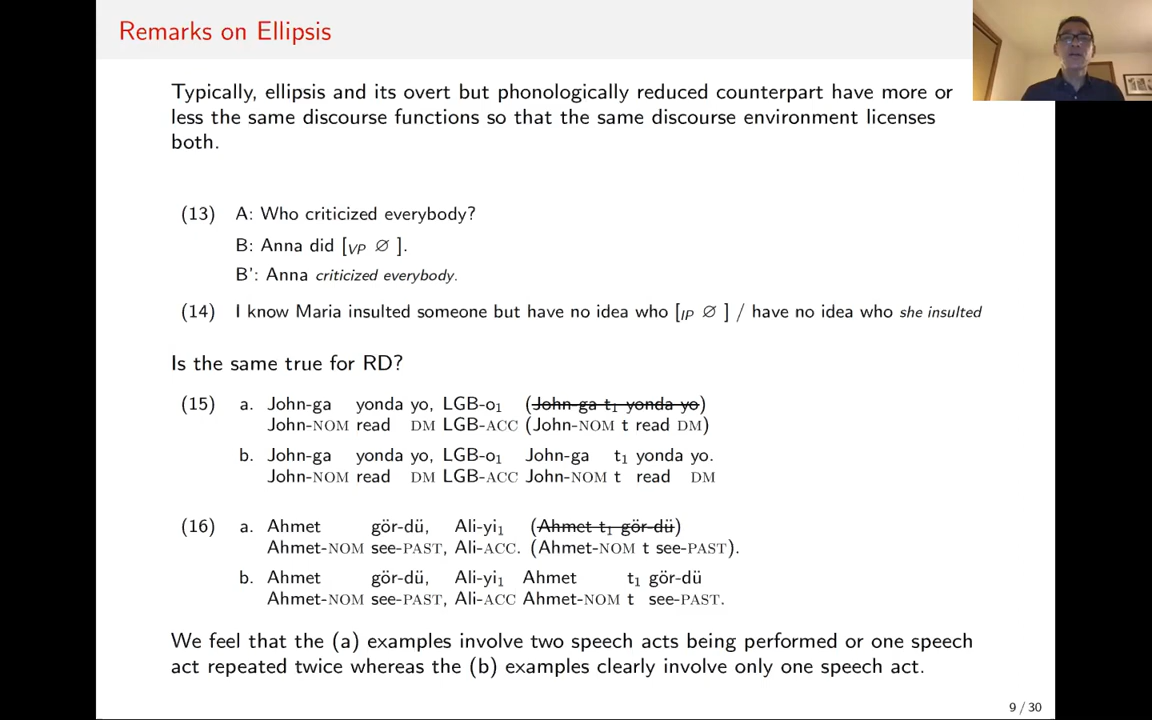 Remarks on Ellipsis
Typically, ellipsis and its overt but phonologically reduced counterpart have more or
less the same discourse functions so that the same discourse environment licenses
both.
(13) A: Who criticized everybody?
B: Anna did [VP ∅ ].
B': Anna criticized everybody.
(14) I know Maria insulted someone but have no idea who [IP ∅ ] / have no idea who she insulted
Is the same true for RD?
(15) a. John-ga yonda yo, LGB-o1 (John-ga t1 yonda yo)
John-NOM read DM LGB-ACC (John-NOM t read DM)
b. John-ga yonda yo, LGB-o1 John-ga t1 yonda yo.
John-NOM read DM LGB-ACC John-NOM t read DM
(16) a. Ahmet gör-dü, Ali-yi1 (Ahmet t1 gör-dü)
Ahmet-NOM see-PAST, Ali-ACC. (Ahmet-NOM t see-PAST).
b. Ahmet gör-dü, Ali-yi1 Ahmet t1 gör-dü
Ahmet-NOM see-PAST, Ali-ACC Ahmet-NOM t see-PAST.
We feel that the (a) examples involve two speech acts being performed or one speech
act repeated twice whereas the (b) examples clearly involve only one speech act.
9 / 30